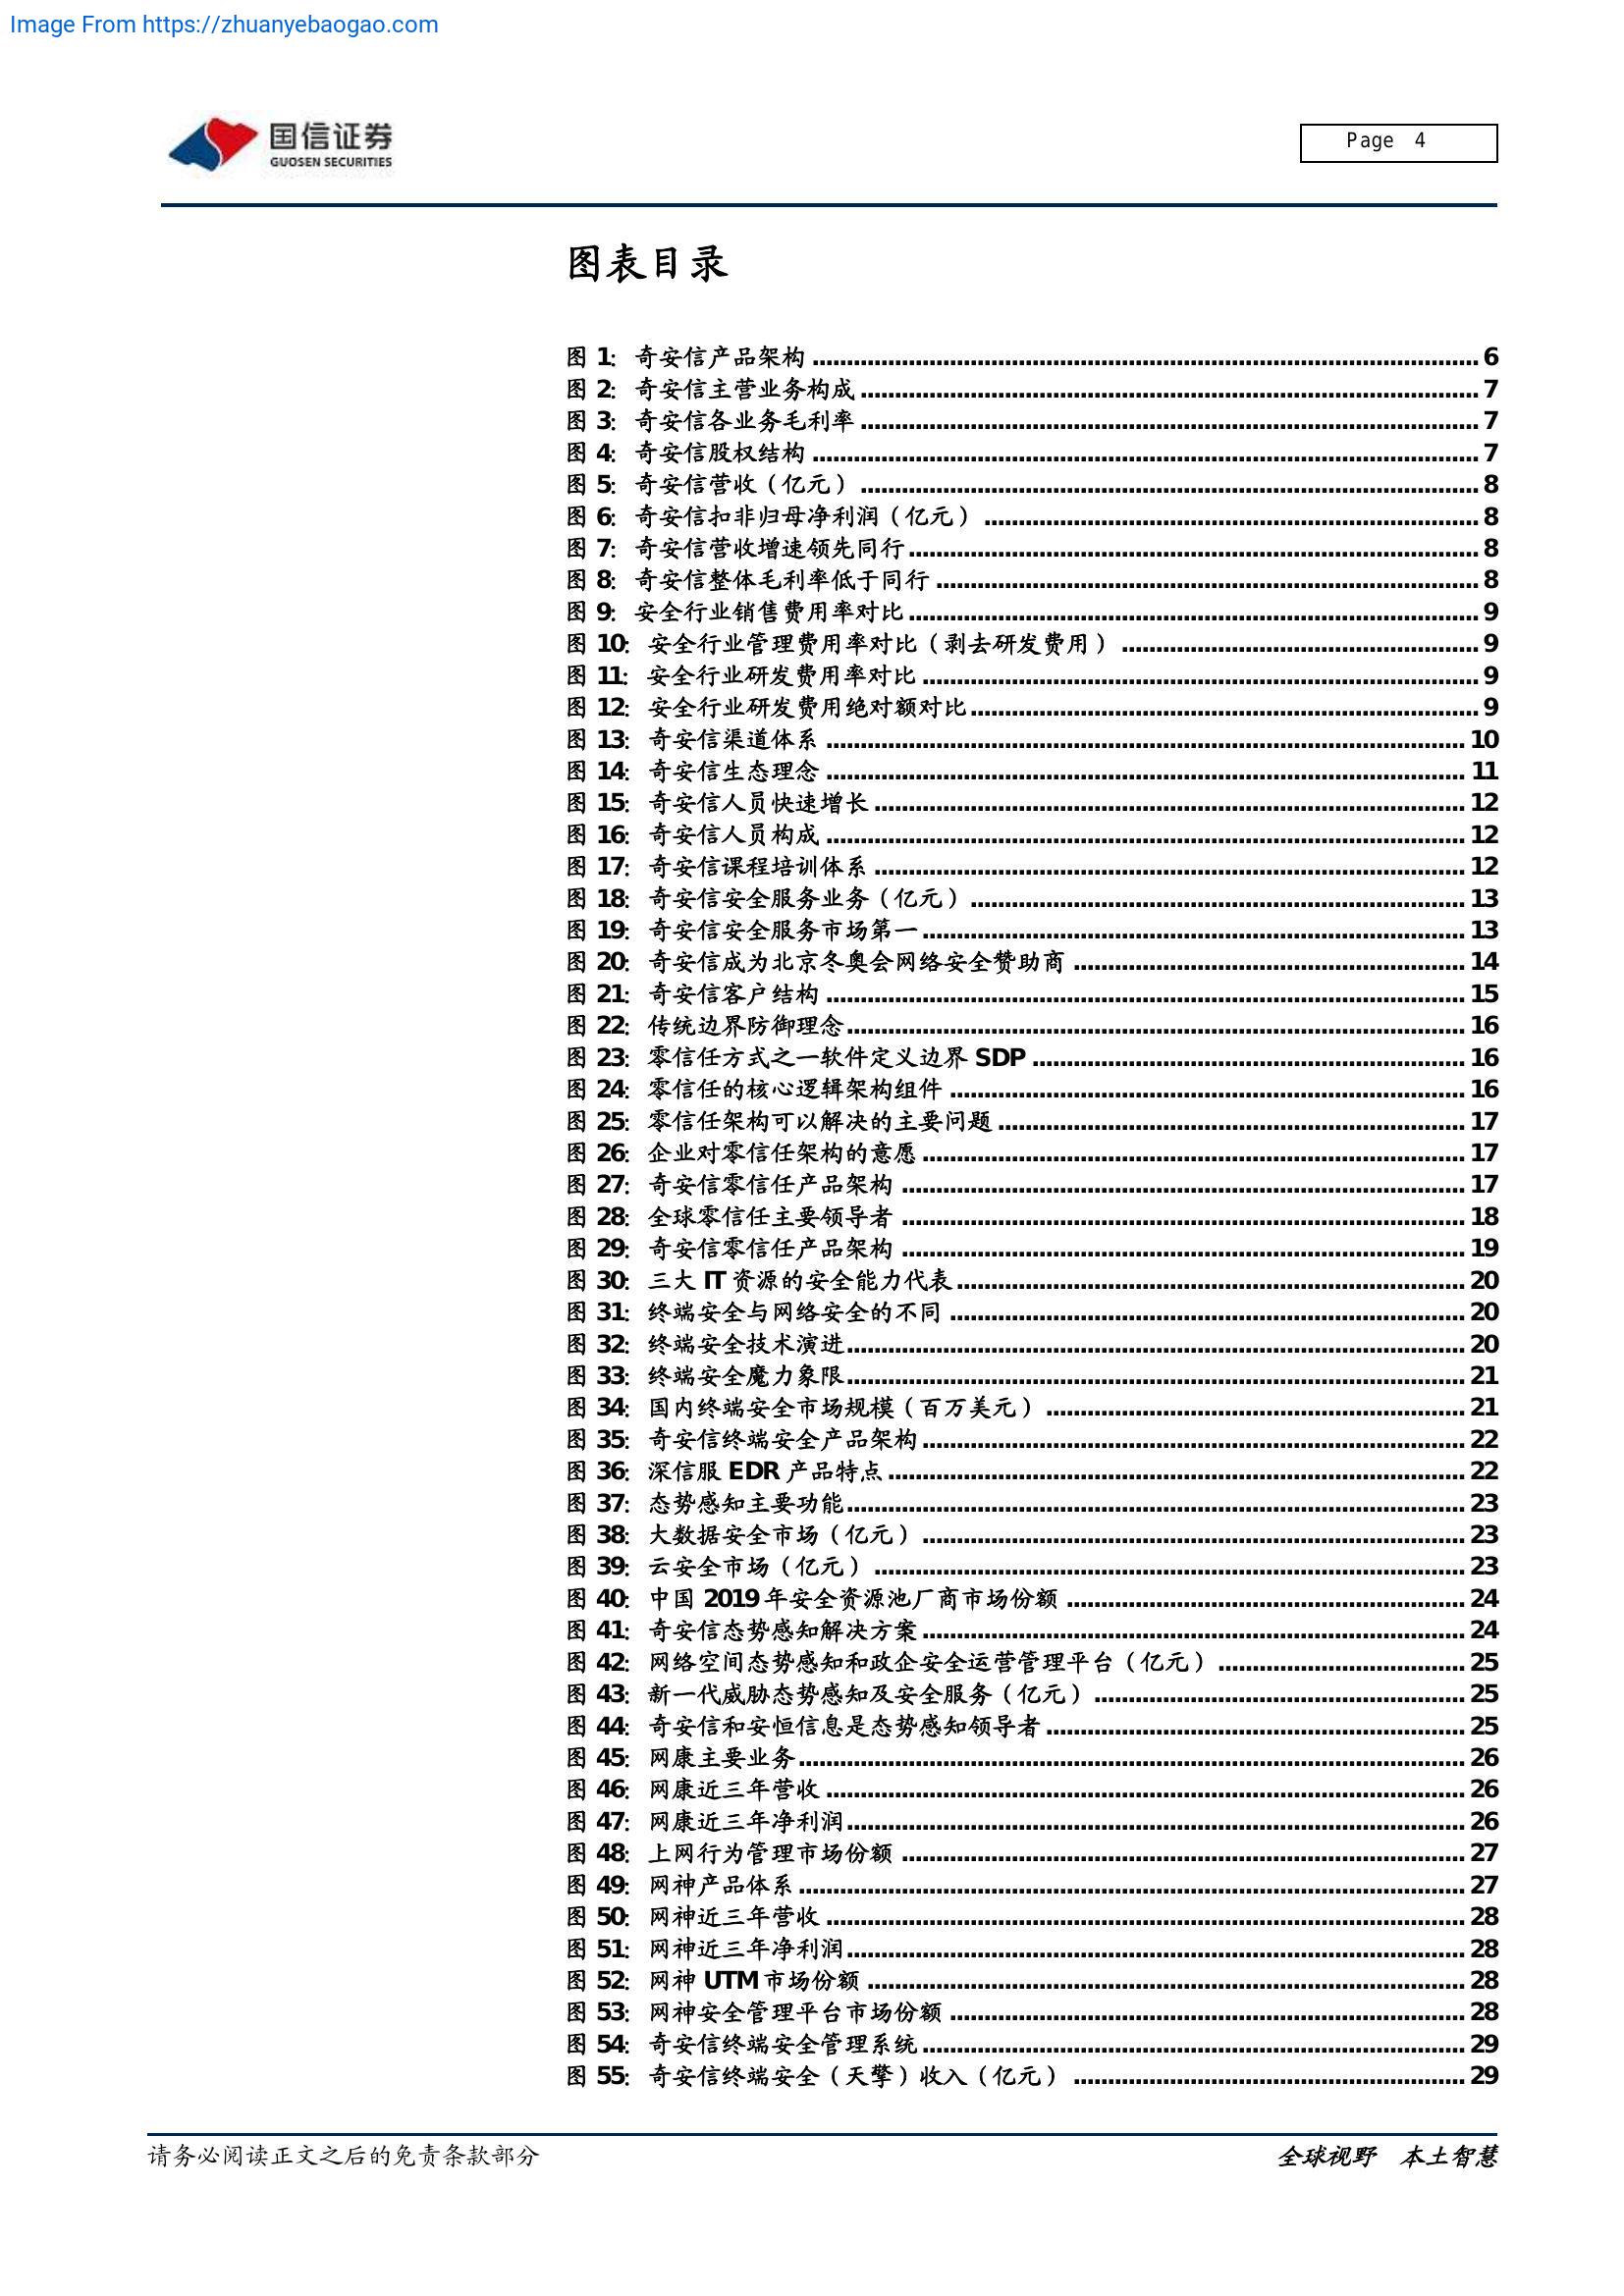 Image From https://zhuanyebaogao.com
国信证券
GUOSEN SECURITIES
Page 4
图表目录
图 1: 奇安信产品架构 ........ 6
图 2: 奇安信主营业务构成 ........ 7
图 3: 奇安信各业务毛利率 ........ 7
图 4: 奇安信股权结构 ........ 7
图 5: 奇安信营收（亿元） ........ 8
图 6: 奇安信扣非归母净利润（亿元） ........ 8
图 7: 奇安信营收增速领先同行 ........ 8
图 8: 奇安信整体毛利率低于同行 ........ 8
图 9: 安全行业销售费用率对比 ........ 9
图 10: 安全行业管理费用率对比（剥去研发费用） ........ 9
图 11: 安全行业研发费用率对比 ........ 9
图 12: 安全行业研发费用绝对额对比 ........ 9
图 13: 奇安信渠道体系 ........ 10
图 14: 奇安信生态理念 ........ 11
图 15: 奇安信人员快速增长 ........ 12
图 16: 奇安信人员构成 ........ 12
图 17: 奇安信课程培训体系 ........ 12
图 18: 奇安信安全服务业务（亿元） ........ 13
图 19: 奇安信安全服务市场第一 ........ 13
图 20: 奇安信成为北京冬奥会网络安全赞助商 ........ 14
图 21: 奇安信客户结构 ........ 15
图 22: 传统边界防御理念 ........ 16
图 23: 零信任方式之一软件定义边界 SDP ........ 16
图 24: 零信任的核心逻辑架构组件 ........ 16
图 25: 零信任架构可以解决的主要问题 ........ 17
图 26: 企业对零信任架构的意愿 ........ 17
图 27: 奇安信零信任产品架构 ........ 17
图 28: 全球零信任主要领导者 ........ 18
图 29: 奇安信零信任产品架构 ........ 19
图 30: 三大 IT 资源的安全能力代表 ........ 20
图 31: 终端安全与网络安全的不同 ........ 20
图 32: 终端安全技术演进 ........ 20
图 33: 终端安全魔力象限 ........ 21
图 34: 国内终端安全市场规模（百万美元） ........ 21
图 35: 奇安信终端安全产品架构 ........ 22
图 36: 深信服 EDR 产品特点 ........ 22
图 37: 态势感知主要功能 ........ 23
图 38: 大数据安全市场（亿元） ........ 23
图 39: 云安全市场（亿元） ........ 23
图 40: 中国 2019 年安全资源池厂商市场份额 ........ 24
图 41: 奇安信态势感知解决方案 ........ 24
图 42: 网络空间态势感知和政企安全运营管理平台（亿元） ........ 25
图 43: 新一代威胁态势感知及安全服务（亿元） ........ 25
图 44: 奇安信和安恒信息是态势感知领导者 ........ 25
图 45: 网康主要业务 ........ 26
图 46: 网康近三年营收 ........ 26
图 47: 网康近三年净利润 ........ 26
图 48: 上网行为管理市场份额 ........ 27
图 49: 网神产品体系 ........ 27
图 50: 网神近三年营收 ........ 28
图 51: 网神近三年净利润 ........ 28
图 52: 网神 UTM 市场份额 ........ 28
图 53: 网神安全管理平台市场份额 ........ 28
图 54: 奇安信终端安全管理系统 ........ 29
图 55: 奇安信终端安全（天擎）收入（亿元） ........ 29
请务必阅读正文之后的免责条款部分
全球视野 本土智慧